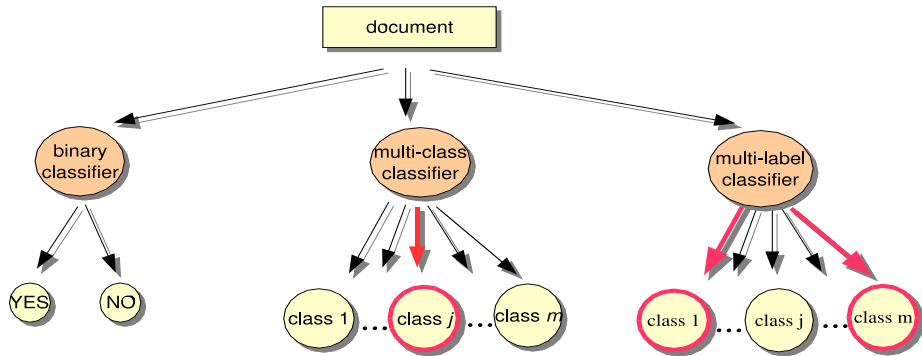 document
binary
classifier
multi-class
classifier
multi-label
classifier
YES
NO
class 1
...
class j
...
class m
class 1
...
class j
...
class m